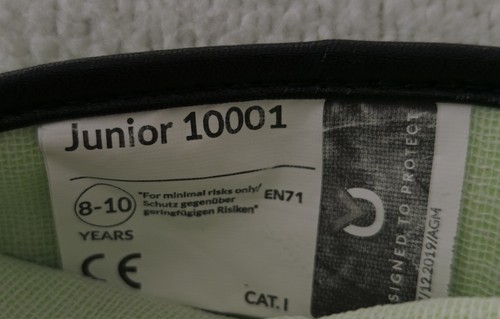 Junior 10001
8-10
YEARS
"For minimal risks only/
Schutz gegenüber
geringfügigen Risiken"
EN71
CE
CAT. I
SIGNED TO PROTECT
/12.2019/AGM